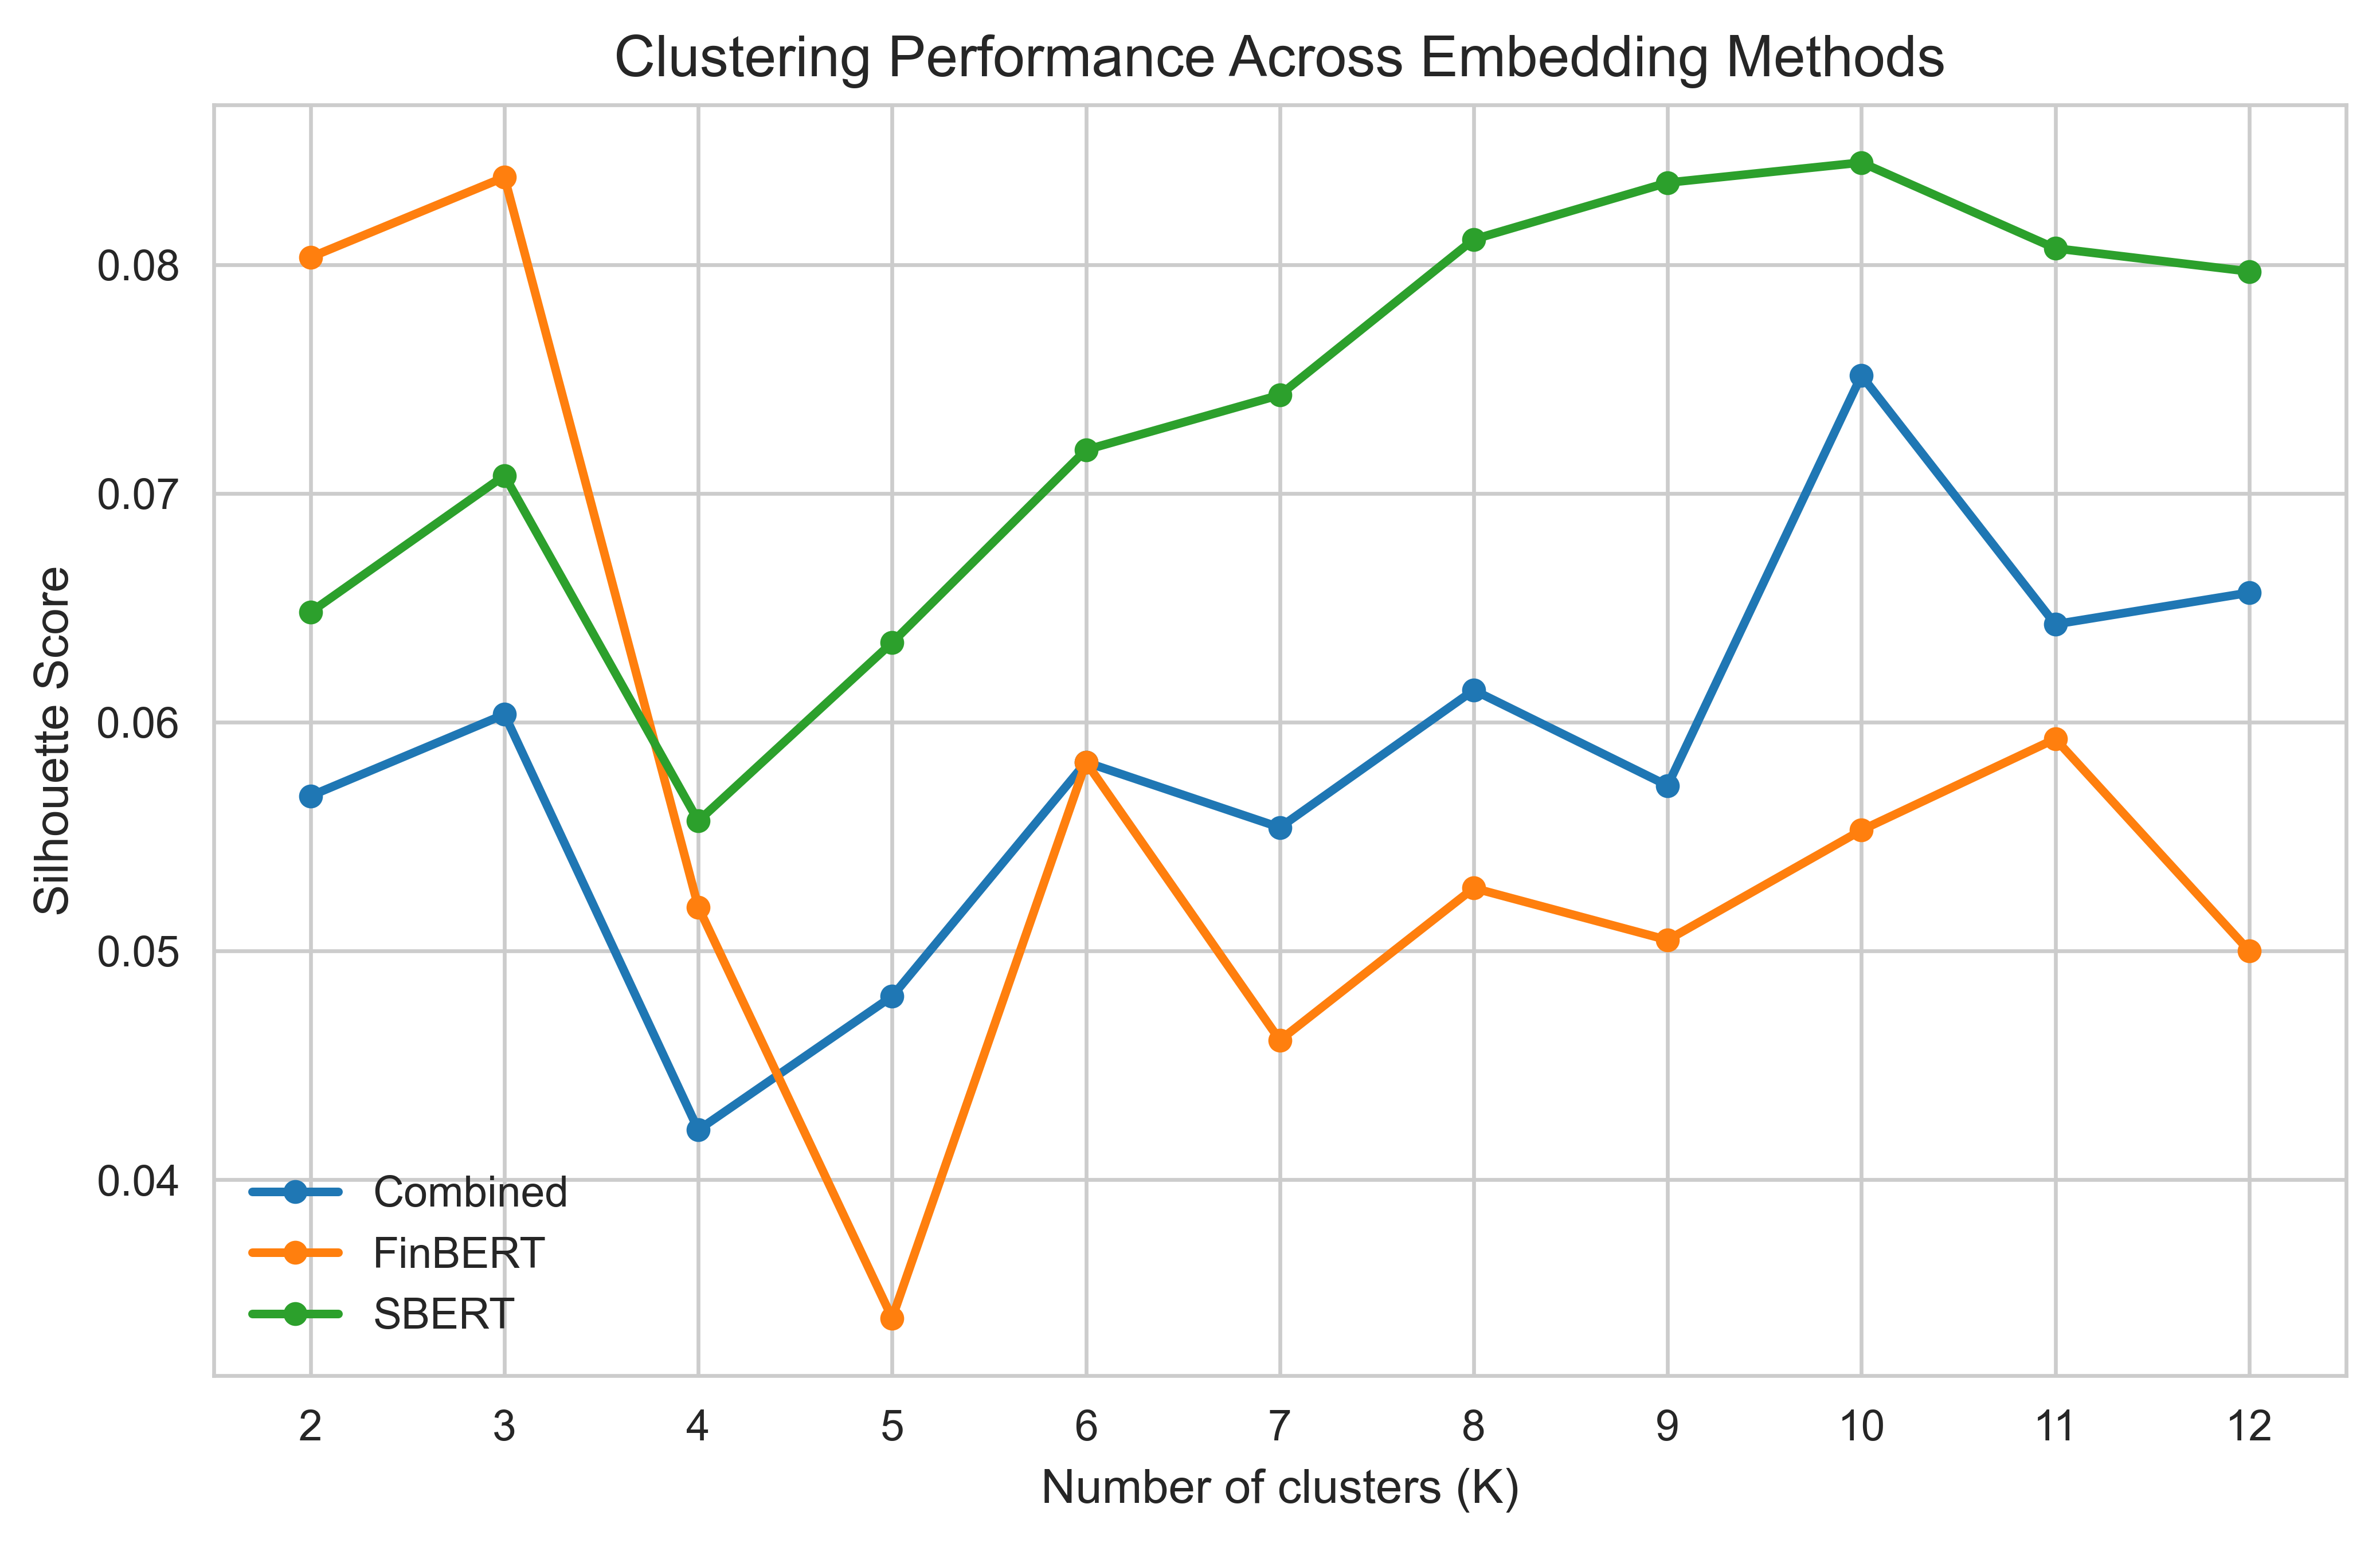 Clustering Performance Across Embedding Methods
Silhouette Score
0.08
0.07
0.06
0.05
0.04
Combined
FinBERT
SBERT
2 3 4 5 6 7 8 9 10 11 12
Number of clusters (K)